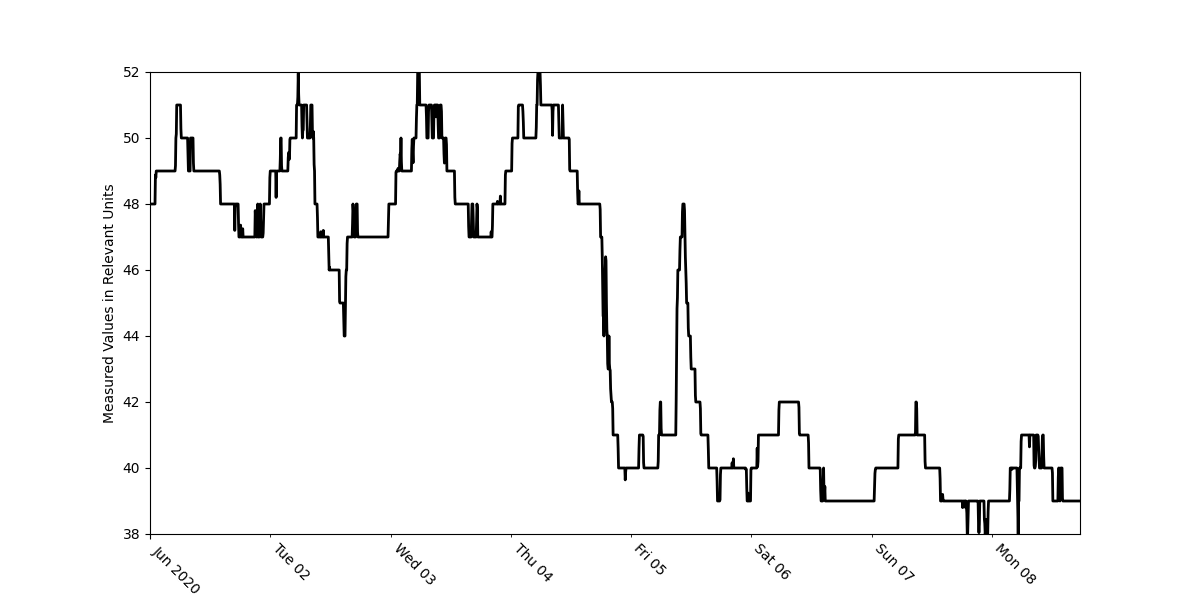 52
50
48
46
44
42
40
38
Measured Values in Relevant Units
Jun 2020
Tue 02
Wed 03
Thu 04
Fri 05
Sat 06
Sun 07
Mon 08